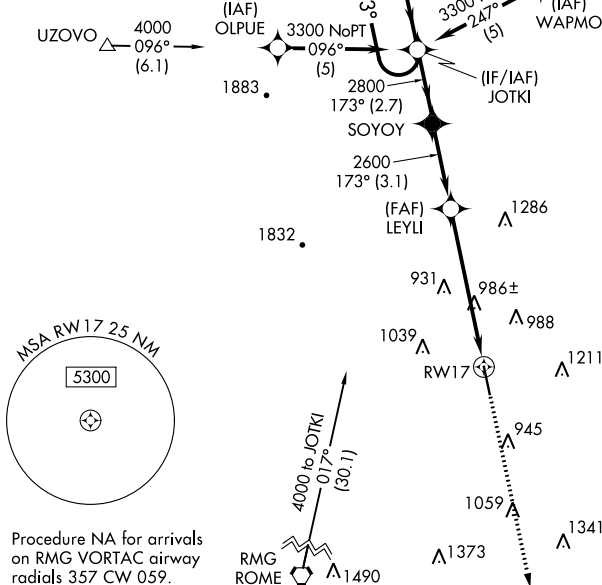 (IAF)
OLPUE
4000
UZOVO
096°
(6.1)
3300 NoPT
096°
(5)
3°
3300
247°
(5)
(IAF)
WAPMO
(IF/IAF)
JOTKI
1883
2800
173° (2.7)
SOYOY
2600
173° (3.1)
(FAF)
LEYLI
1286
1832
931
986±
988
1039
1211
RW17
MSA RW17 25 NM
5300
945
4000 to JOTKI
017°
(30.1)
1059
1341
1373
Procedure NA for arrivals
on RMG VORTAC airway
radials 357 CW 059.
RMG
ROME
1490